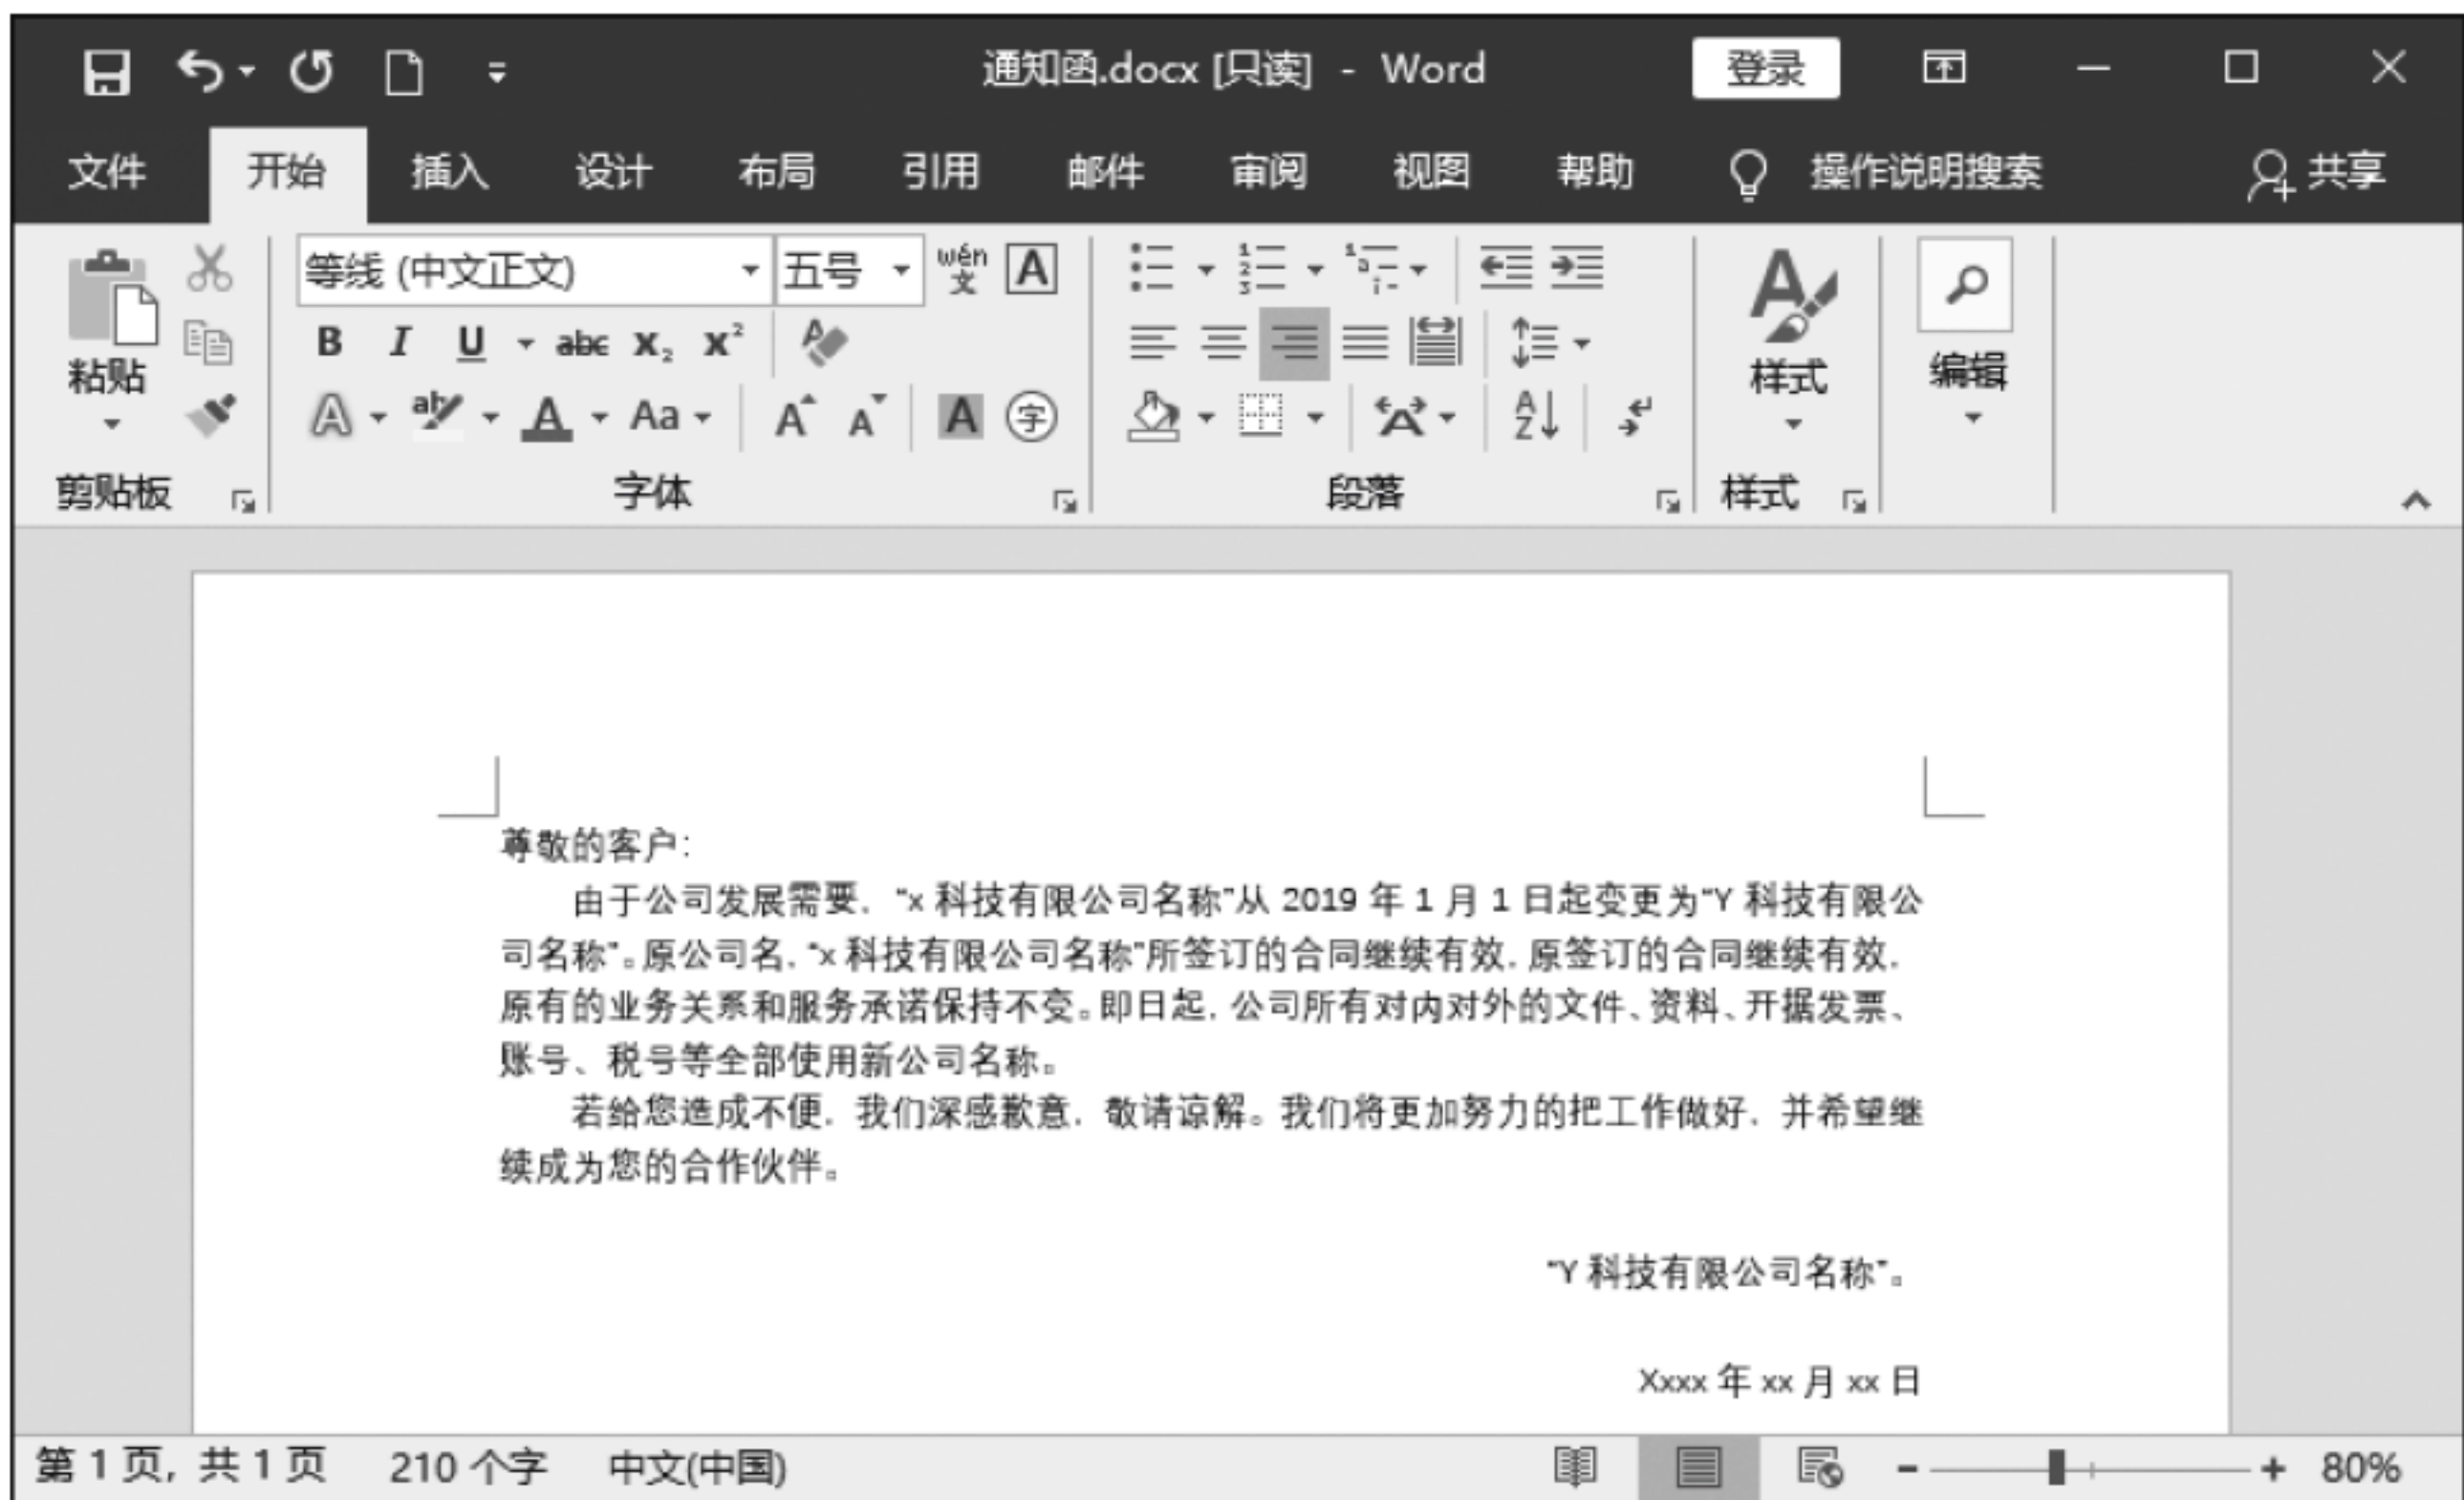 通知函.docx [只读] - Word 登录
文件 开始 插入 设计 布局 引用 邮件 审阅 视图 帮助 操作说明搜索 共享
等线 (中文正文) 五号 wén 文 A
粘贴 B I U abc X₂ X² 样式 编辑
A aby A Aa A A A 字 A A Z
剪贴板 字体 段落 样式
尊敬的客户：
由于公司发展需要，“x 科技有限公司名称”从 2019 年 1 月 1 日起变更为“Y 科技有限公
司名称”。原公司名，“x 科技有限公司名称”所签订的合同继续有效，原签订的合同继续有效，
原有的业务关系和服务承诺保持不变。即日起，公司所有对内对外的文件、资料、开据发票、
账号、税号等全部使用新公司名称。
若给您造成不便，我们深感歉意，敬请谅解。我们将更加努力的把工作做好，并希望继
续成为您的合作伙伴。
“Y 科技有限公司名称”。
Xxxx 年 xx 月 xx 日
第 1 页，共 1 页 210 个字 中文(中国) 80%